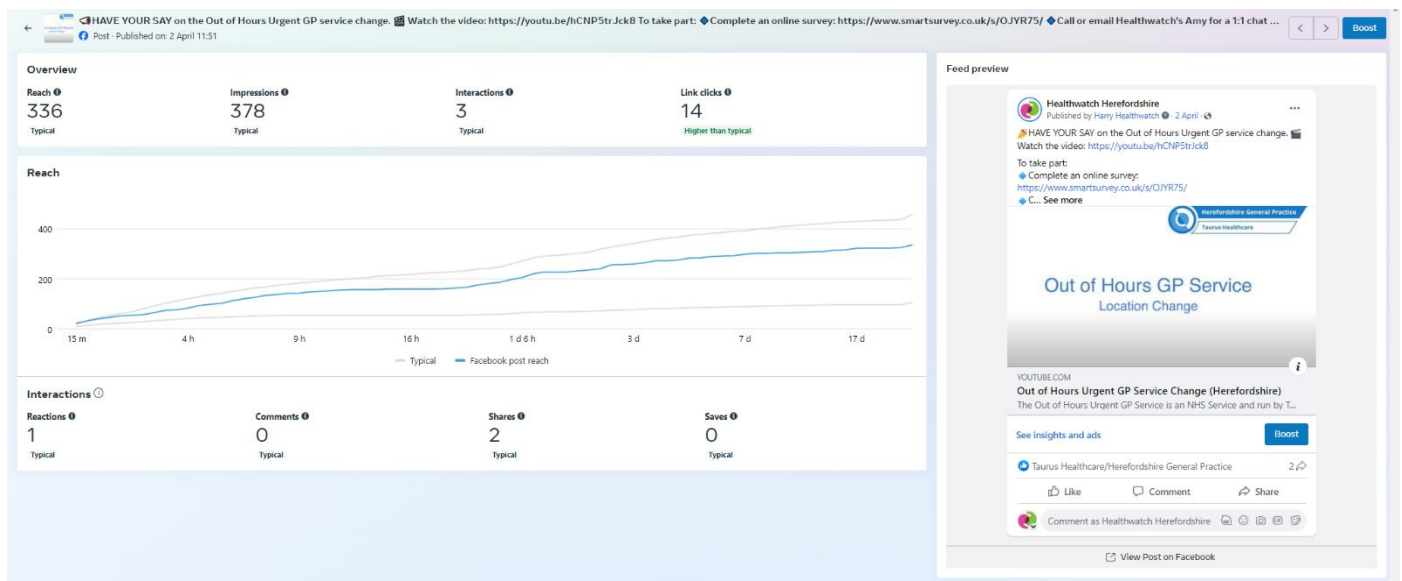 HAVE YOUR SAY on the Out of Hours Urgent GP service change. 🎬 Watch the video: https://youtu.be/hCNP5trJck8 To take part: 🔷Complete an online survey: https://www.smartsurvey.co.uk/s/OJYR75/ 🔷Call or email Healthwatch's Amy for a 1:1 chat ...
Post · Published on: 2 April 11:51
Boost
Overview
Reach
Impressions
Interactions
Link clicks
336
378
3
14
Typical
Typical
Typical
Higher than typical
Reach
400
200
0
15 m
4 h
9 h
16 h
1 d 6 h
3 d
7 d
17 d
Typical
Facebook post reach
Interactions
Reactions
Comments
Shares
Saves
1
0
2
0
Typical
Typical
Typical
Typical
Feed preview
Healthwatch Herefordshire
Published by Harry Healthwatch · 2 April ·
HAVE YOUR SAY on the Out of Hours Urgent GP service change. 🎬
Watch the video: https://youtu.be/hCNP5trJck8
To take part:
🔷 Complete an online survey:
https://www.smartsurvey.co.uk/s/OJYR75/
🔷 C... See more
Herefordshire General Practice
Taurus Healthcare
Out of Hours GP Service
Location Change
i
YOUTUBE.COM
Out of Hours Urgent GP Service Change (Herefordshire)
The Out of Hours Urgent GP Service is an NHS Service and run by T...
See insights and ads
Boost
Taurus Healthcare/Herefordshire General Practice
2
Like
Comment
Share
Comment as Healthwatch Herefordshire
View Post on Facebook